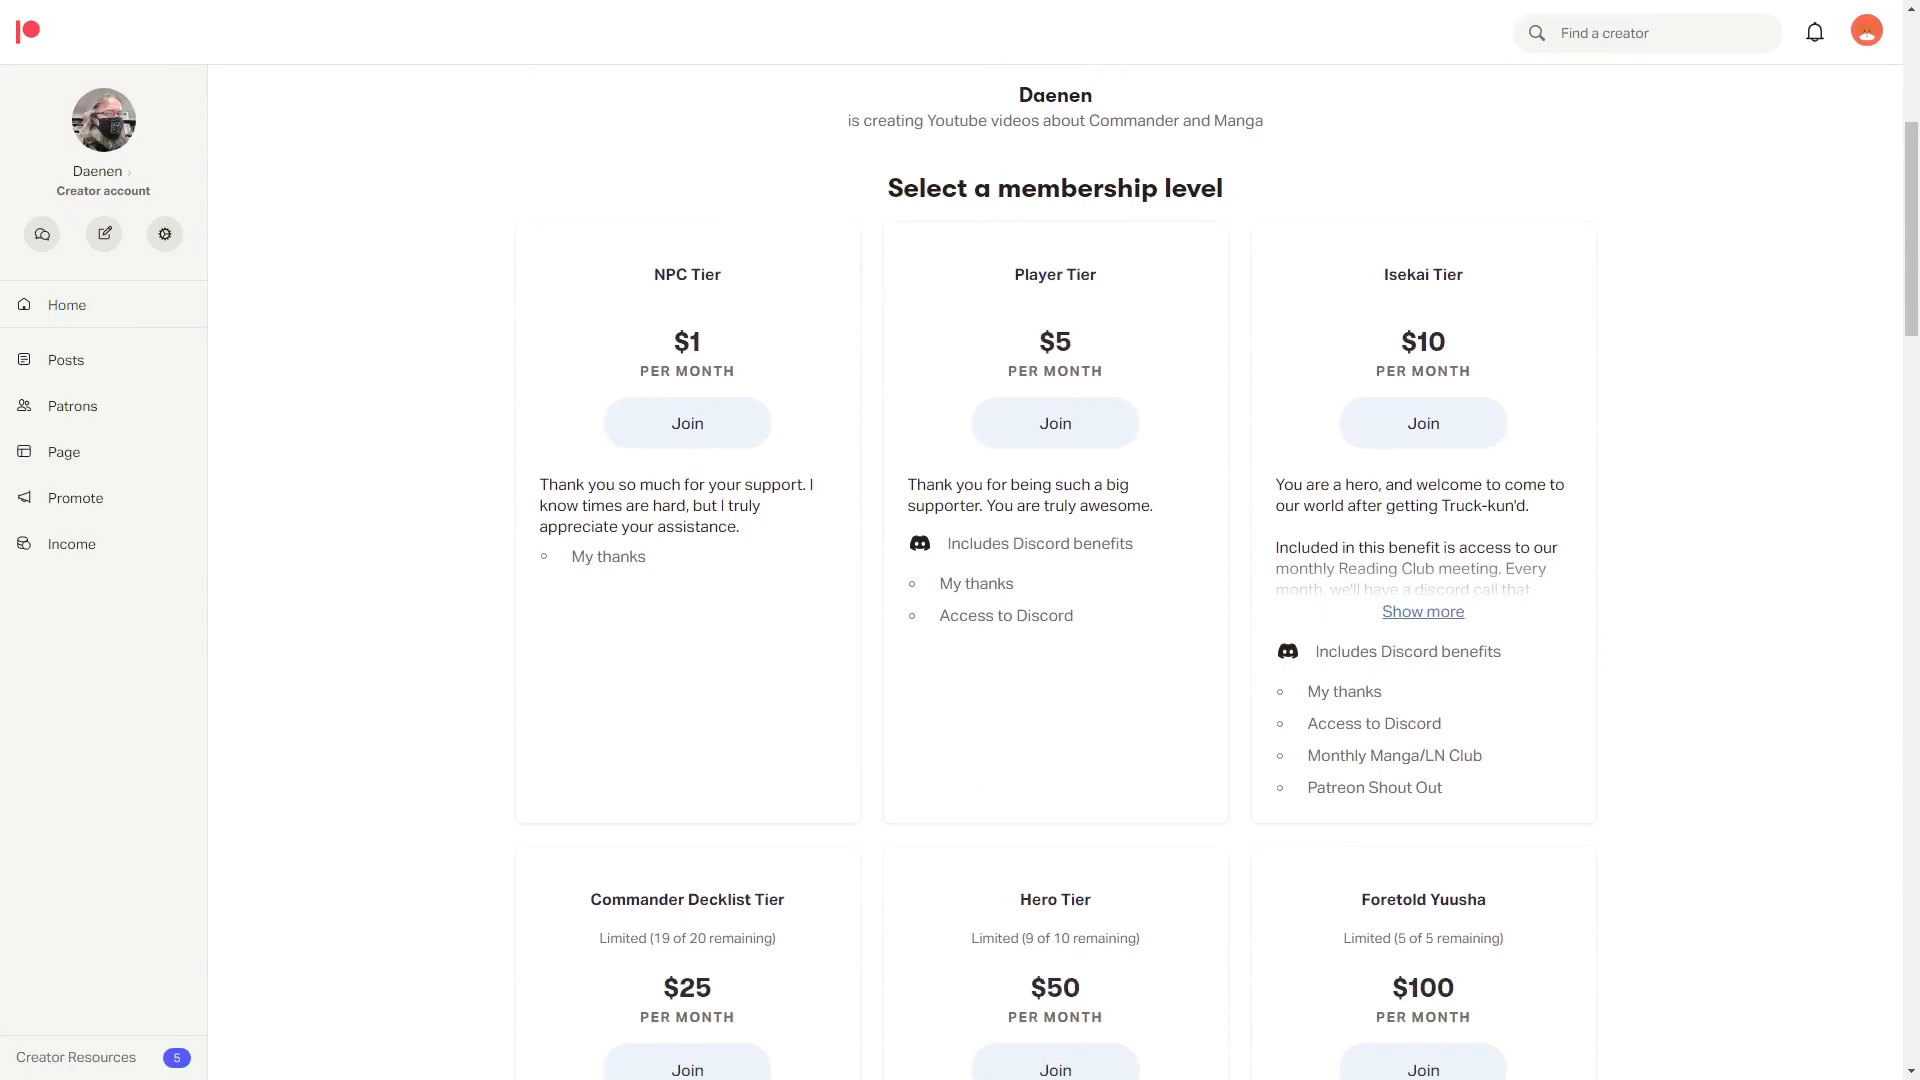 Find a creator
Daenen
Creator account
Home
Posts
Patrons
Page
Promote
Income
Creator Resources
5
Daenen
is creating Youtube videos about Commander and Manga
Select a membership level
NPC Tier
$1
PER MONTH
Join
Thank you so much for your support. I
know times are hard, but I truly
appreciate your assistance.
My thanks
Player Tier
$5
PER MONTH
Join
Thank you for being such a big
supporter. You are truly awesome.
Includes Discord benefits
My thanks
Access to Discord
Isekai Tier
$10
PER MONTH
Join
You are a hero, and welcome to come to
our world after getting Truck-kun'd.
Included in this benefit is access to our
monthly Reading Club meeting. Every
month, we'll have a discord call that
Show more
Includes Discord benefits
My thanks
Access to Discord
Monthly Manga/LN Club
Patreon Shout Out
Commander Decklist Tier
Limited (19 of 20 remaining)
$25
PER MONTH
Join
Hero Tier
Limited (9 of 10 remaining)
$50
PER MONTH
Join
Foretold Yuusha
Limited (5 of 5 remaining)
$100
PER MONTH
Join